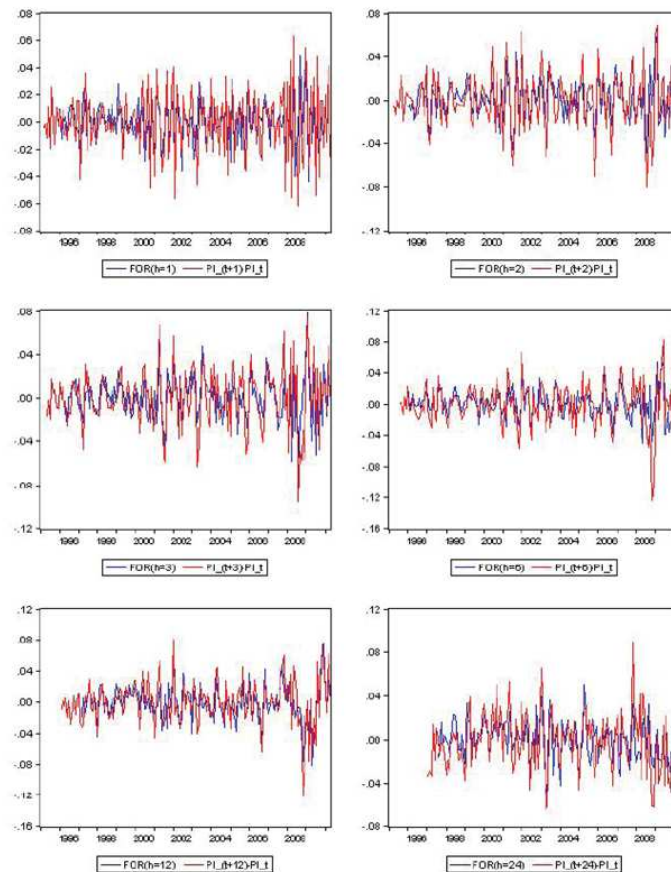 .08 .08
.06
.04 .04
.02
.00 .00
-.02
-.04 -.04
-.06
-.08 -.08
-.12
1996 1998 2000 2002 2004 2006 2008
1996 1998 2000 2002 2004 2006 2008
FOR(h=1) PI_(t+1)-PI_t
FOR(h=2) PI_(t+2)-PI_t
.08 .12
.04 .08
.04
.00 .00
-.04 -.04
-.08 -.08
-.12
-.12 -.16
1996 1998 2000 2002 2004 2006 2008
1996 1998 2000 2002 2004 2006 2008
FOR(h=3) PI_(t+3)-PI_t
FOR(h=6) PI_(t+6)-PI_t
.12 .12
.08 .08
.04 .04
.00 .00
-.04 -.04
-.08
-.12
-.16 -.08
1996 1998 2000 2002 2004 2006 2008
1996 1998 2000 2002 2004 2006 2008
FOR(h=12) PI_(t+12)-PI_t
FOR(h=24) PI_(t+24)-PI_t